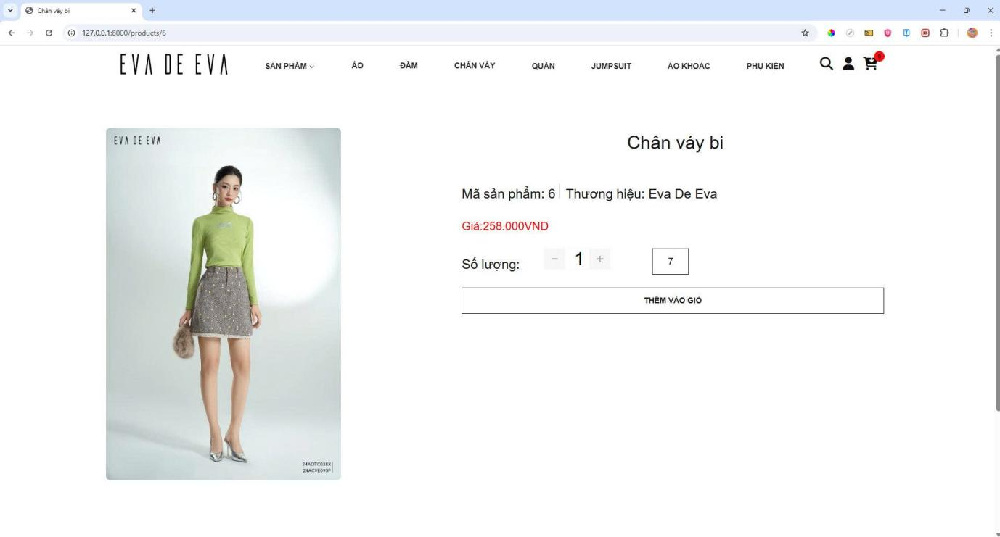 Chân váy bi
127.0.0.1:8000/products/6
EVA DE EVA
SẢN PHẨM
ÁO
ĐẦM
CHÂN VÁY
QUẦN
JUMPSUIT
ÁO KHOÁC
PHỤ KIỆN
EVA DE EVA
24AOTC038X
24ACVE095F
Chân váy bi
Mã sản phẩm: 6 Thương hiệu: Eva De Eva
Giá:258.000VND
Số lượng: − 1 + 7
THÊM VÀO GIỎ